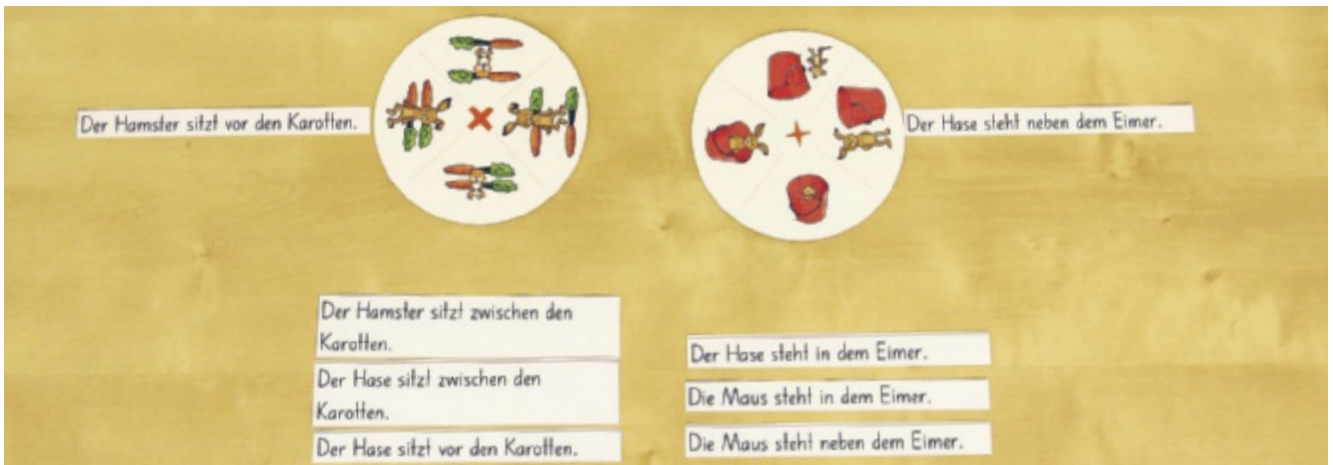 Der Hamster sitzt vor den Karotten.
Der Hase steht neben dem Eimer.
Der Hamster sitzt zwischen den
Karotten.
Der Hase sitzt zwischen den
Karotten.
Der Hase sitzt vor den Karotten.
Der Hase steht in dem Eimer.
Die Maus steht in dem Eimer.
Die Maus steht neben dem Eimer.